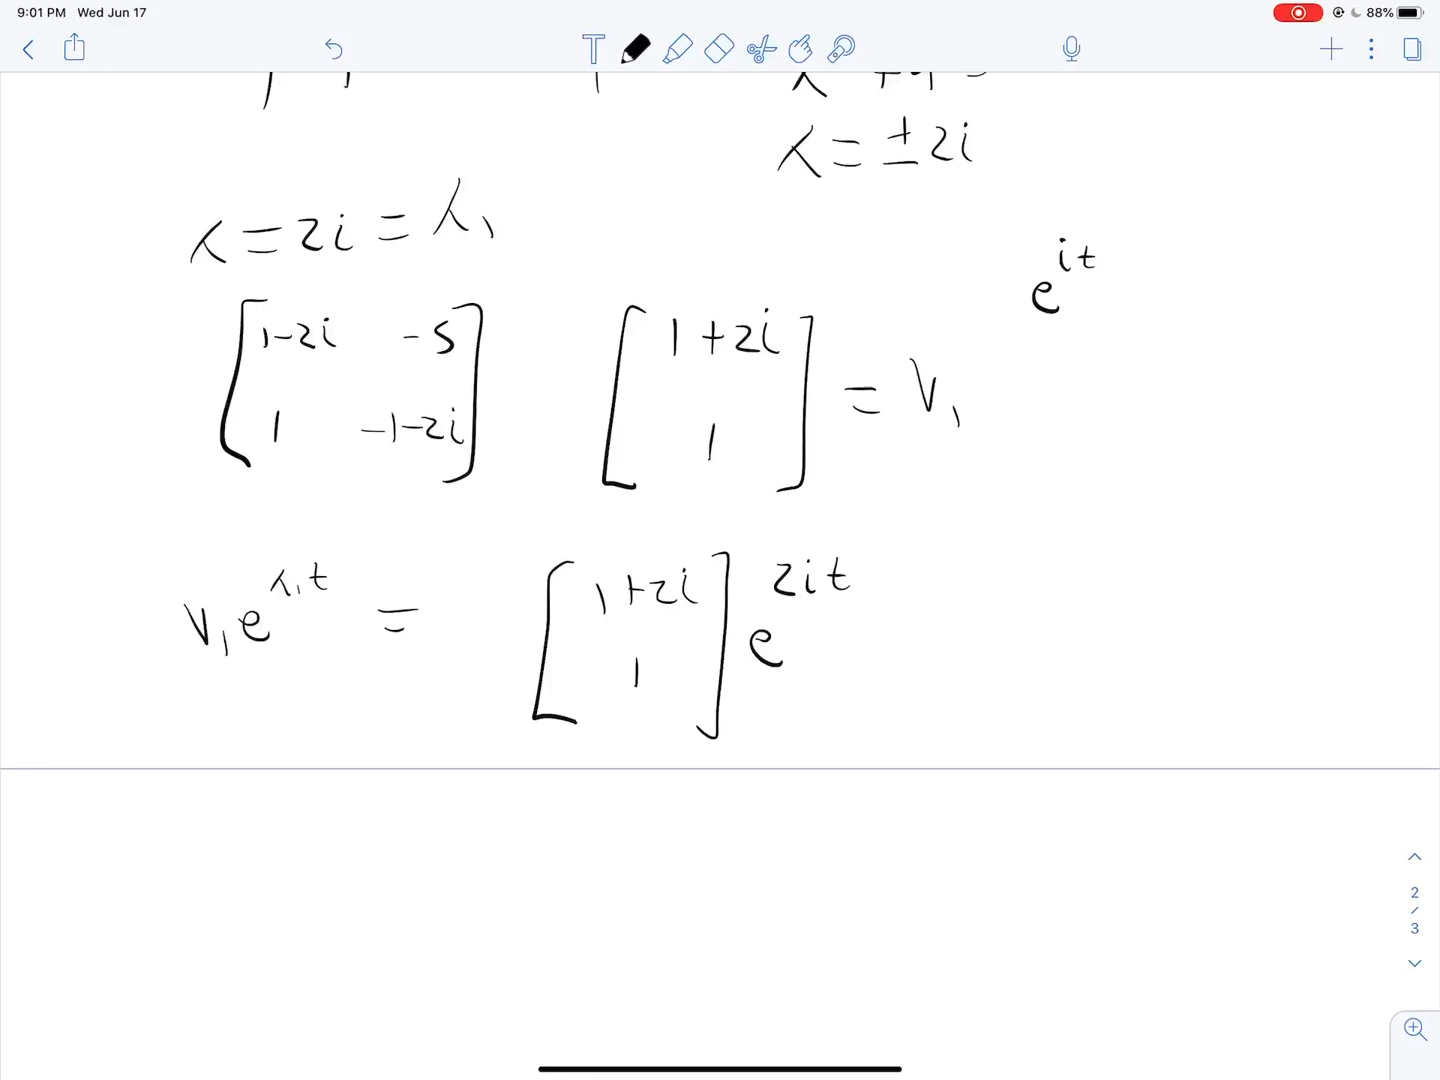 9:01 PM Wed Jun 17 88%
T
λ = ±2i
λ = 2i = λ₁
e^{it}
[1-2i -5 [1+2i
1 -1-2i] 1] = V₁
V₁e^{λ₁t} = [1+2i
1] e^{2it}
2
/
3